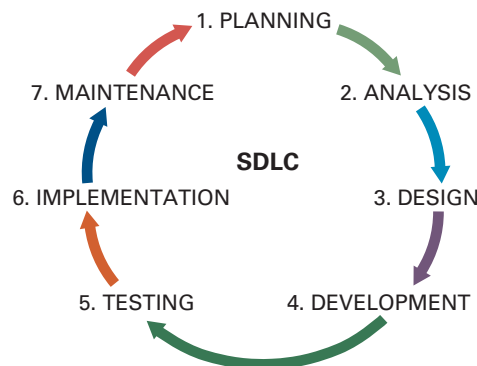 1. PLANNING
2. ANALYSIS
3. DESIGN
4. DEVELOPMENT
5. TESTING
6. IMPLEMENTATION
7. MAINTENANCE
SDLC